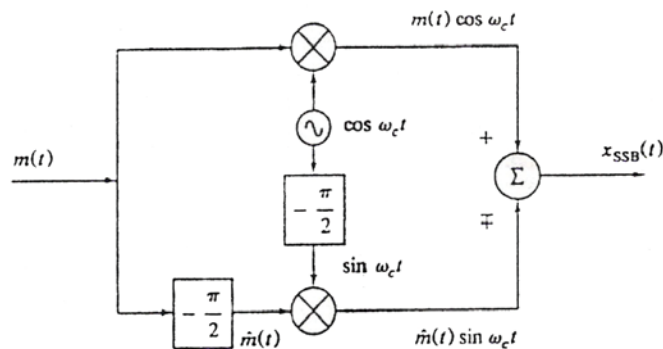 m(t) cos ω_c t
cos ω_c t
m(t)
+
x_SSB(t)
Σ
− π/2
∓
sin ω_c t
− π/2
m̂(t)
m̂(t) sin ω_c t